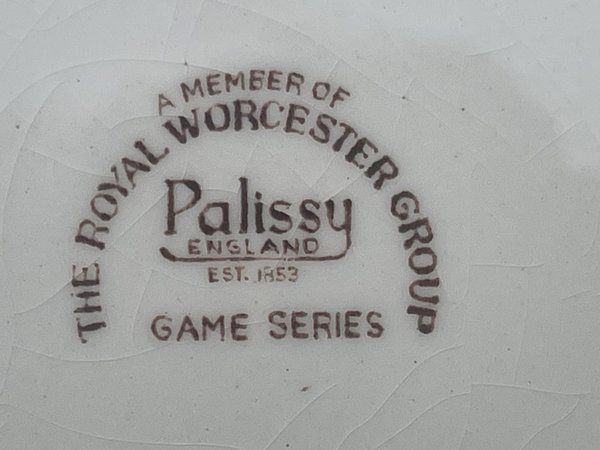 A MEMBER OF
THE ROYAL WORCESTER GROUP
Palissy
ENGLAND
EST. 1853
GAME SERIES